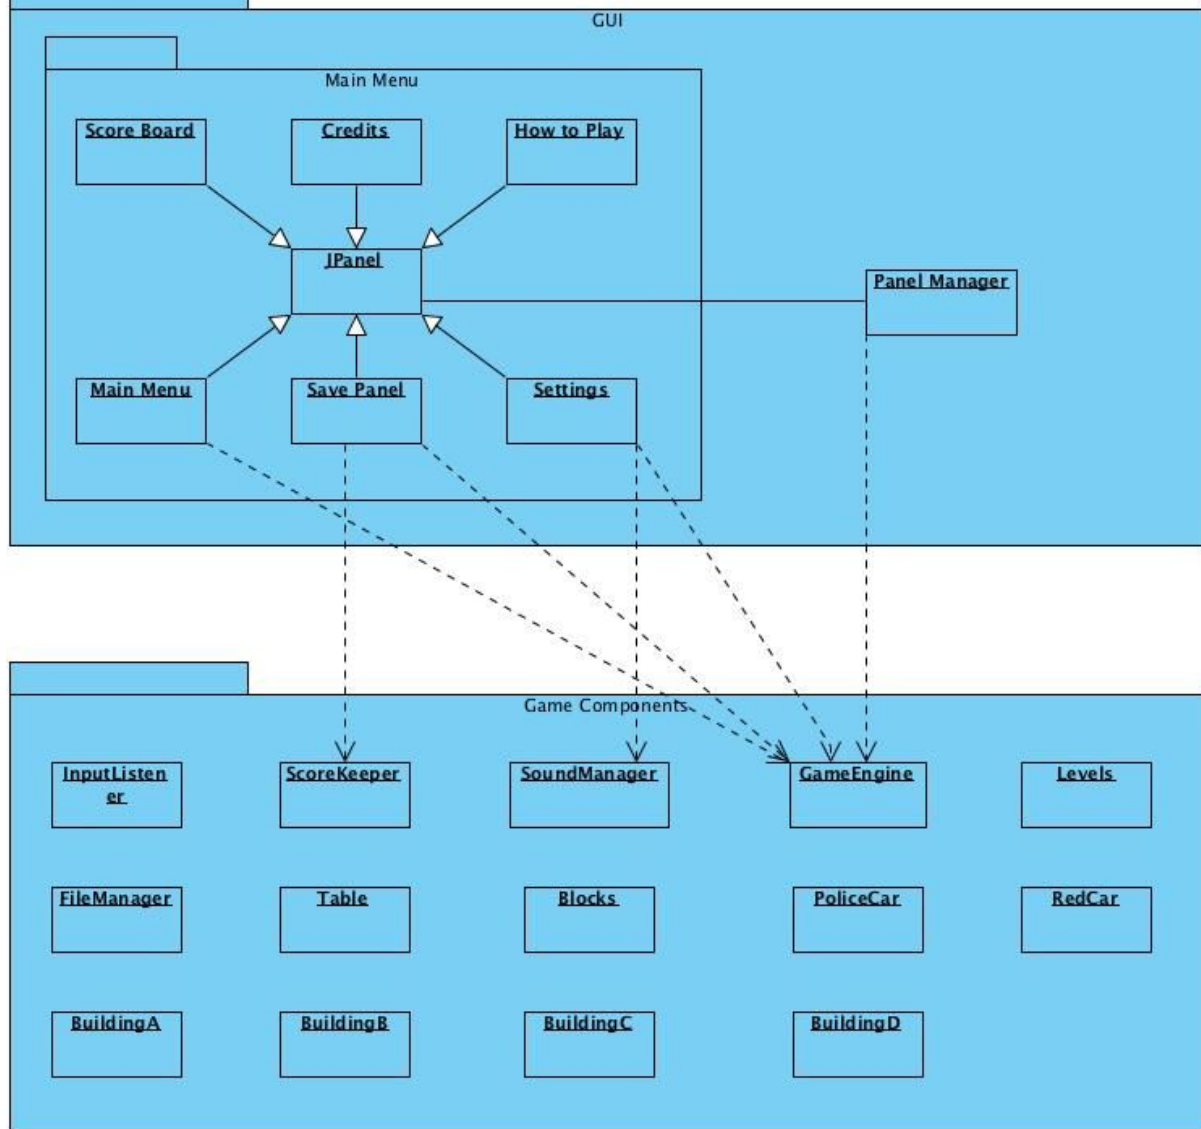 GUI
Main Menu
Score Board
Credits
How to Play
JPanel
Panel Manager
Main Menu
Save Panel
Settings
Game Components
InputListen
er
ScoreKeeper
SoundManager
GameEngine
Levels
FileManager
Table
Blocks
PoliceCar
RedCar
BuildingA
BuildingB
BuildingC
BuildingD